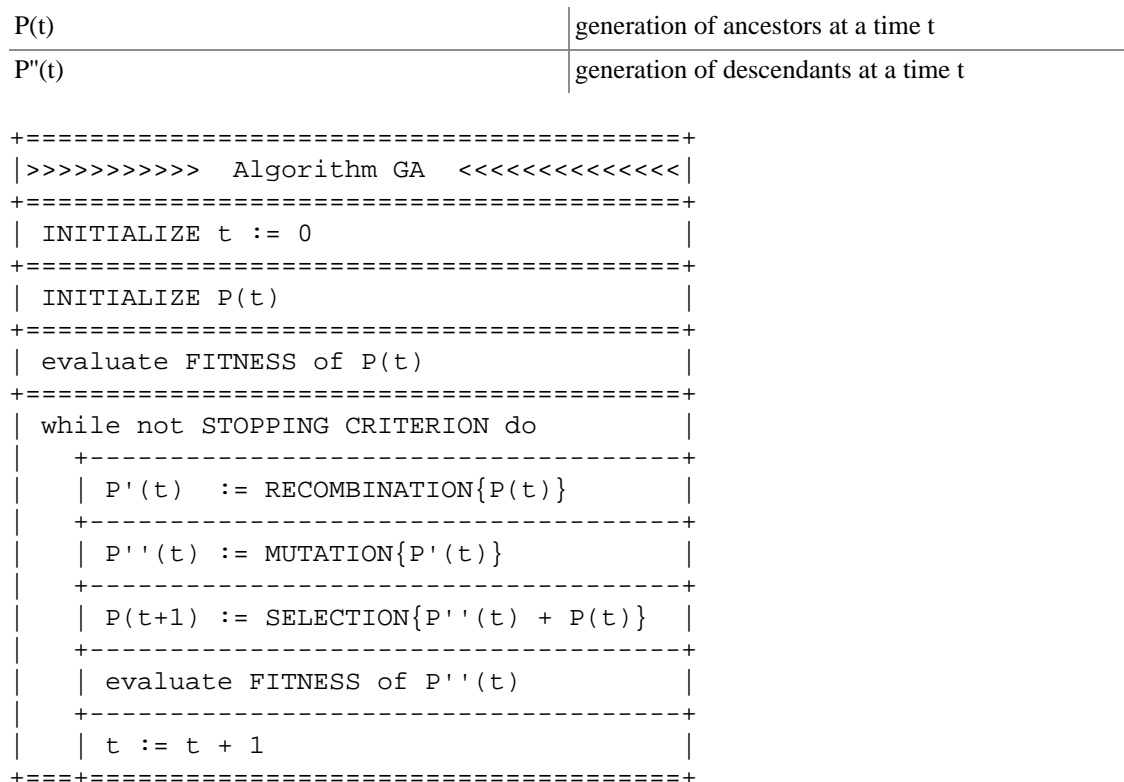 P(t) generation of ancestors at a time t
P''(t) generation of descendants at a time t
+=========================================+
|>>>>>>>>>>>  Algorithm GA  <<<<<<<<<<<<<<|
+=========================================+
| INITIALIZE t := 0                       |
+=========================================+
| INITIALIZE P(t)                         |
+=========================================+
| evaluate FITNESS of P(t)                |
+=========================================+
| while not STOPPING CRITERION do         |
|   +-------------------------------------+
|   | P'(t)  := RECOMBINATION{P(t)}       |
|   +-------------------------------------+
|   | P''(t) := MUTATION{P'(t)}           |
|   +-------------------------------------+
|   | P(t+1) := SELECTION{P''(t) + P(t)}  |
|   +-------------------------------------+
|   | evaluate FITNESS of P''(t)          |
|   +-------------------------------------+
|   | t := t + 1                          |
+===+=====================================+